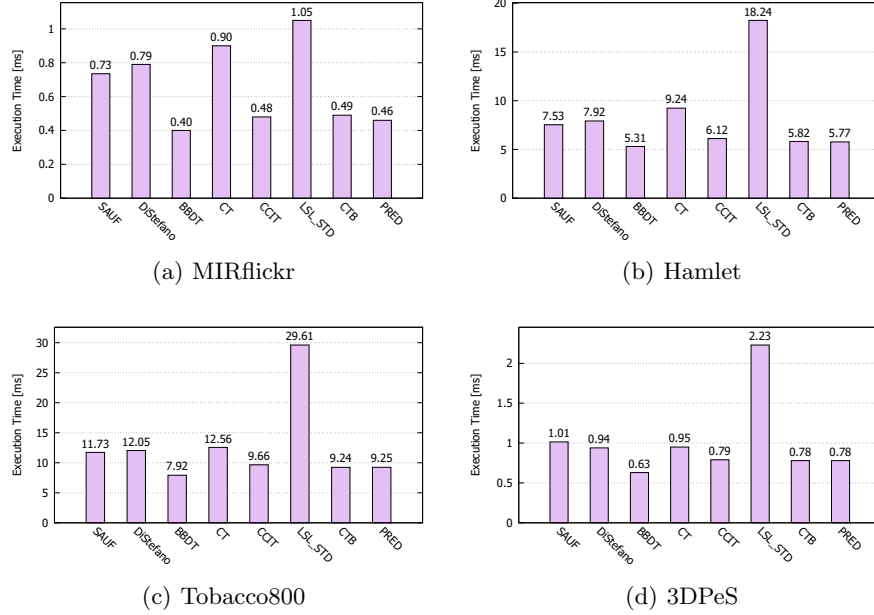 Execution Time [ms]
1
0.8
0.6
0.4
0.2
0
0.73
0.79
0.40
0.90
0.48
1.05
0.49
0.46
SAUF
DiStefano
BBDT
CT
CCIT
LSL_STD
CTB
PRED
(a) MIRflickr
Execution Time [ms]
20
15
10
5
0
7.53
7.92
5.31
9.24
6.12
18.24
5.82
5.77
SAUF
DiStefano
BBDT
CT
CCIT
LSL_STD
CTB
PRED
(b) Hamlet
Execution Time [ms]
30
25
20
15
10
5
0
11.73
12.05
7.92
12.56
9.66
29.61
9.24
9.25
SAUF
DiStefano
BBDT
CT
CCIT
LSL_STD
CTB
PRED
(c) Tobacco800
Execution Time [ms]
2
1.5
1
0.5
0
1.01
0.94
0.63
0.95
0.79
2.23
0.78
0.78
SAUF
DiStefano
BBDT
CT
CCIT
LSL_STD
CTB
PRED
(d) 3DPeS